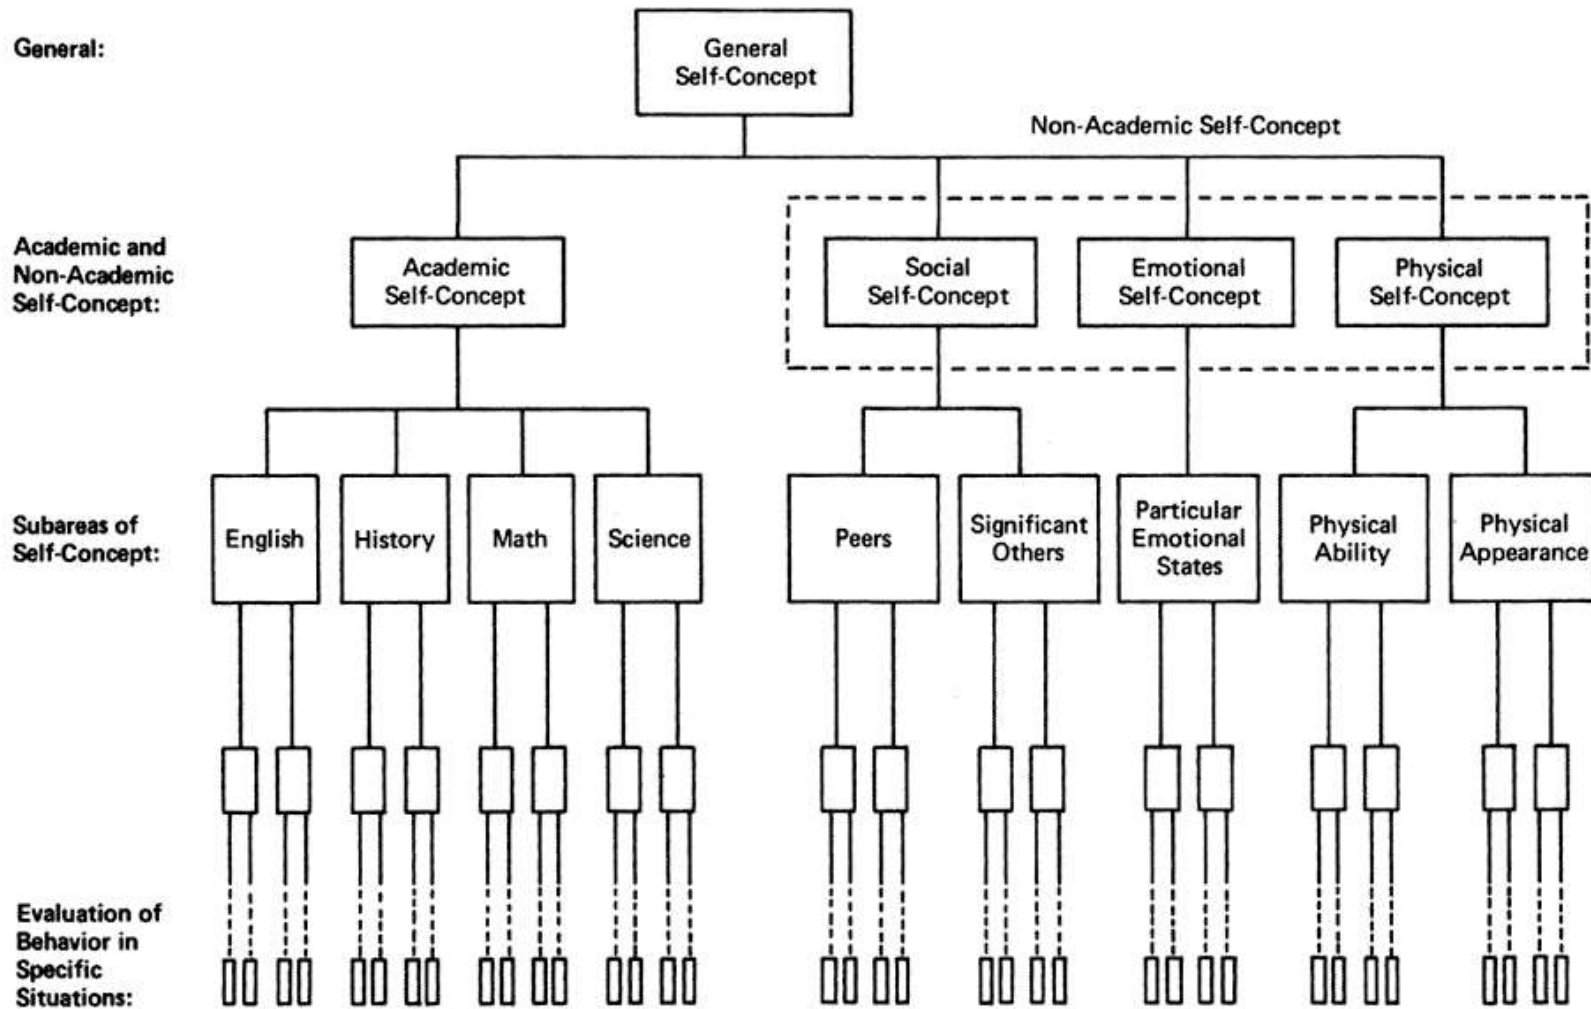 General:
General
Self-Concept
Non-Academic Self-Concept
Academic and
Non-Academic
Self-Concept:
Academic
Self-Concept
Social
Self-Concept
Emotional
Self-Concept
Physical
Self-Concept
Subareas of
Self-Concept:
English
History
Math
Science
Peers
Significant
Others
Particular
Emotional
States
Physical
Ability
Physical
Appearance
Evaluation of
Behavior in
Specific
Situations: